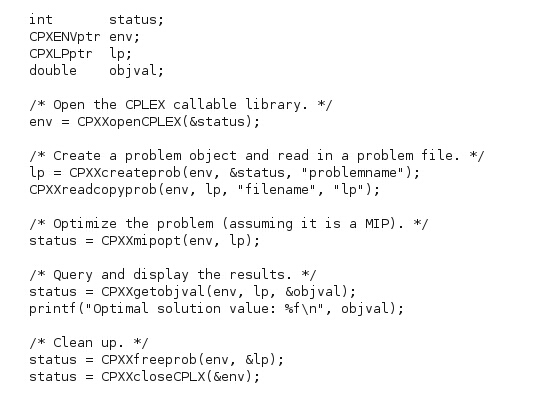 int       status;
CPXENVptr env;
CPXLPptr  lp;
double    objval;

/* Open the CPLEX callable library. */
env = CPXXopenCPLEX(&status);

/* Create a problem object and read in a problem file. */
lp = CPXXcreateprob(env, &status, "problemname");
CPXXreadcopyprob(env, lp, "filename", "lp");

/* Optimize the problem (assuming it is a MIP). */
status = CPXXmipopt(env, lp);

/* Query and display the results. */
status = CPXXgetobjval(env, lp, &objval);
printf("Optimal solution value: %f\n", objval);

/* Clean up. */
status = CPXXfreeprob(env, &lp);
status = CPXXcloseCPLX(&env);